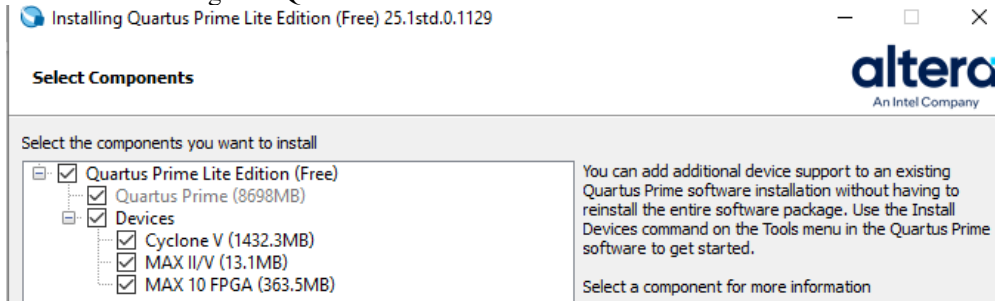 Installing Quartus Prime Lite Edition (Free) 25.1std.0.1129
Select Components
altera
An Intel Company
Select the components you want to install
Quartus Prime Lite Edition (Free)
Quartus Prime (8698MB)
Devices
Cyclone V (1432.3MB)
MAX II/V (13.1MB)
MAX 10 FPGA (363.5MB)
You can add additional device support to an existing
Quartus Prime software installation without having to
reinstall the entire software package. Use the Install
Devices command on the Tools menu in the Quartus Prime
software to get started.
Select a component for more information